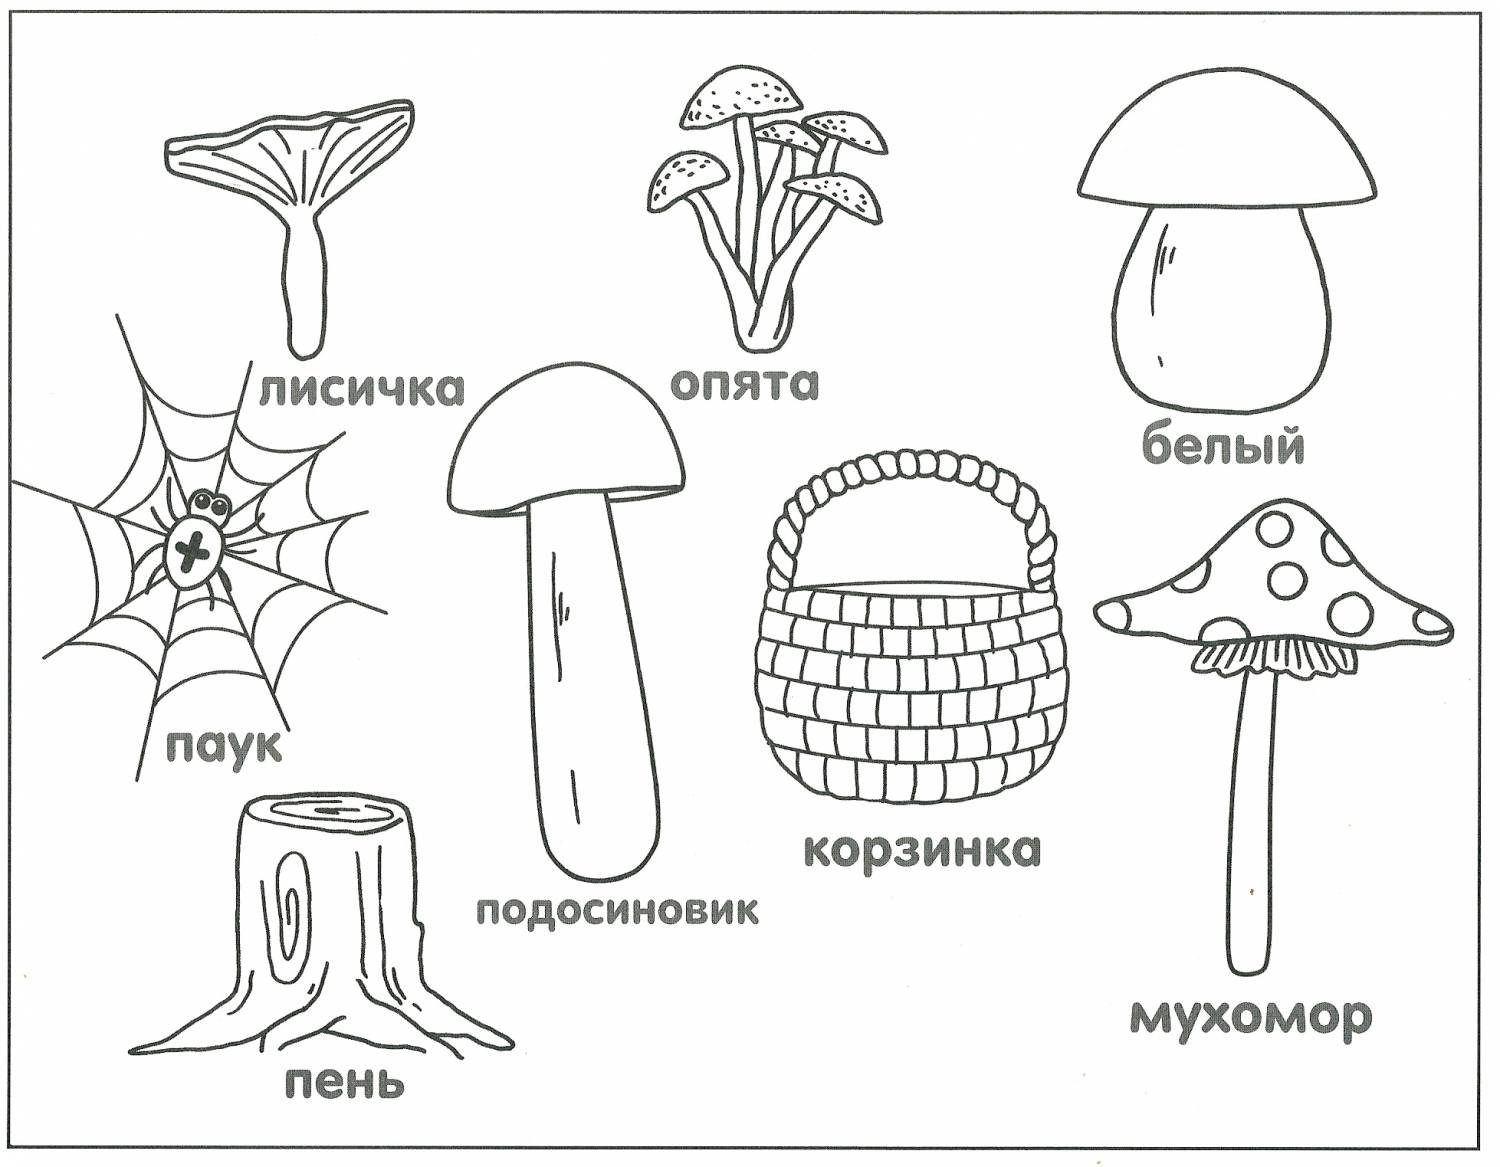 лисичка
опята
белый
паук
подосиновик
корзинка
мухомор
пень